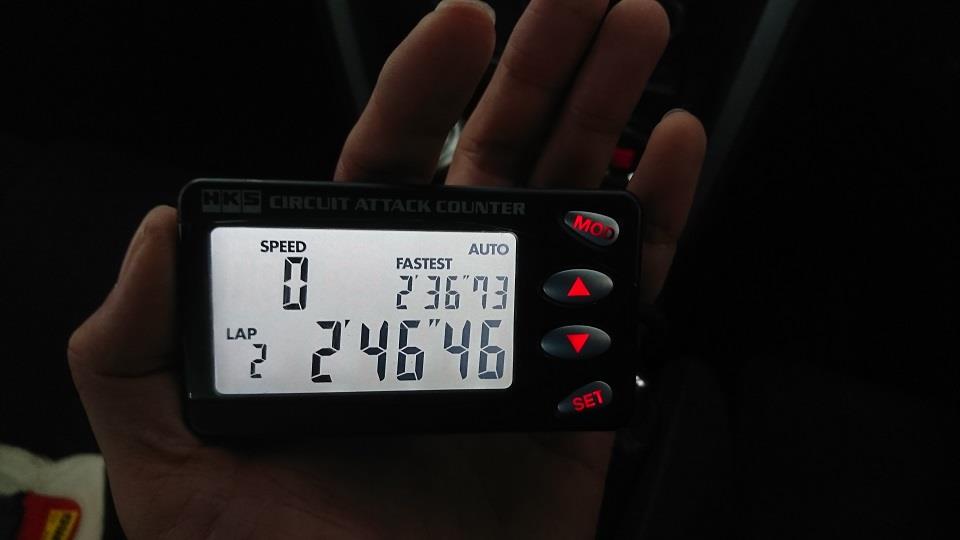 HKS CIRCUIT ATTACK COUNTER
SPEED
0
AUTO
FASTEST
2'36"73
LAP
2
2'46"46
MOD
▲
▼
SET